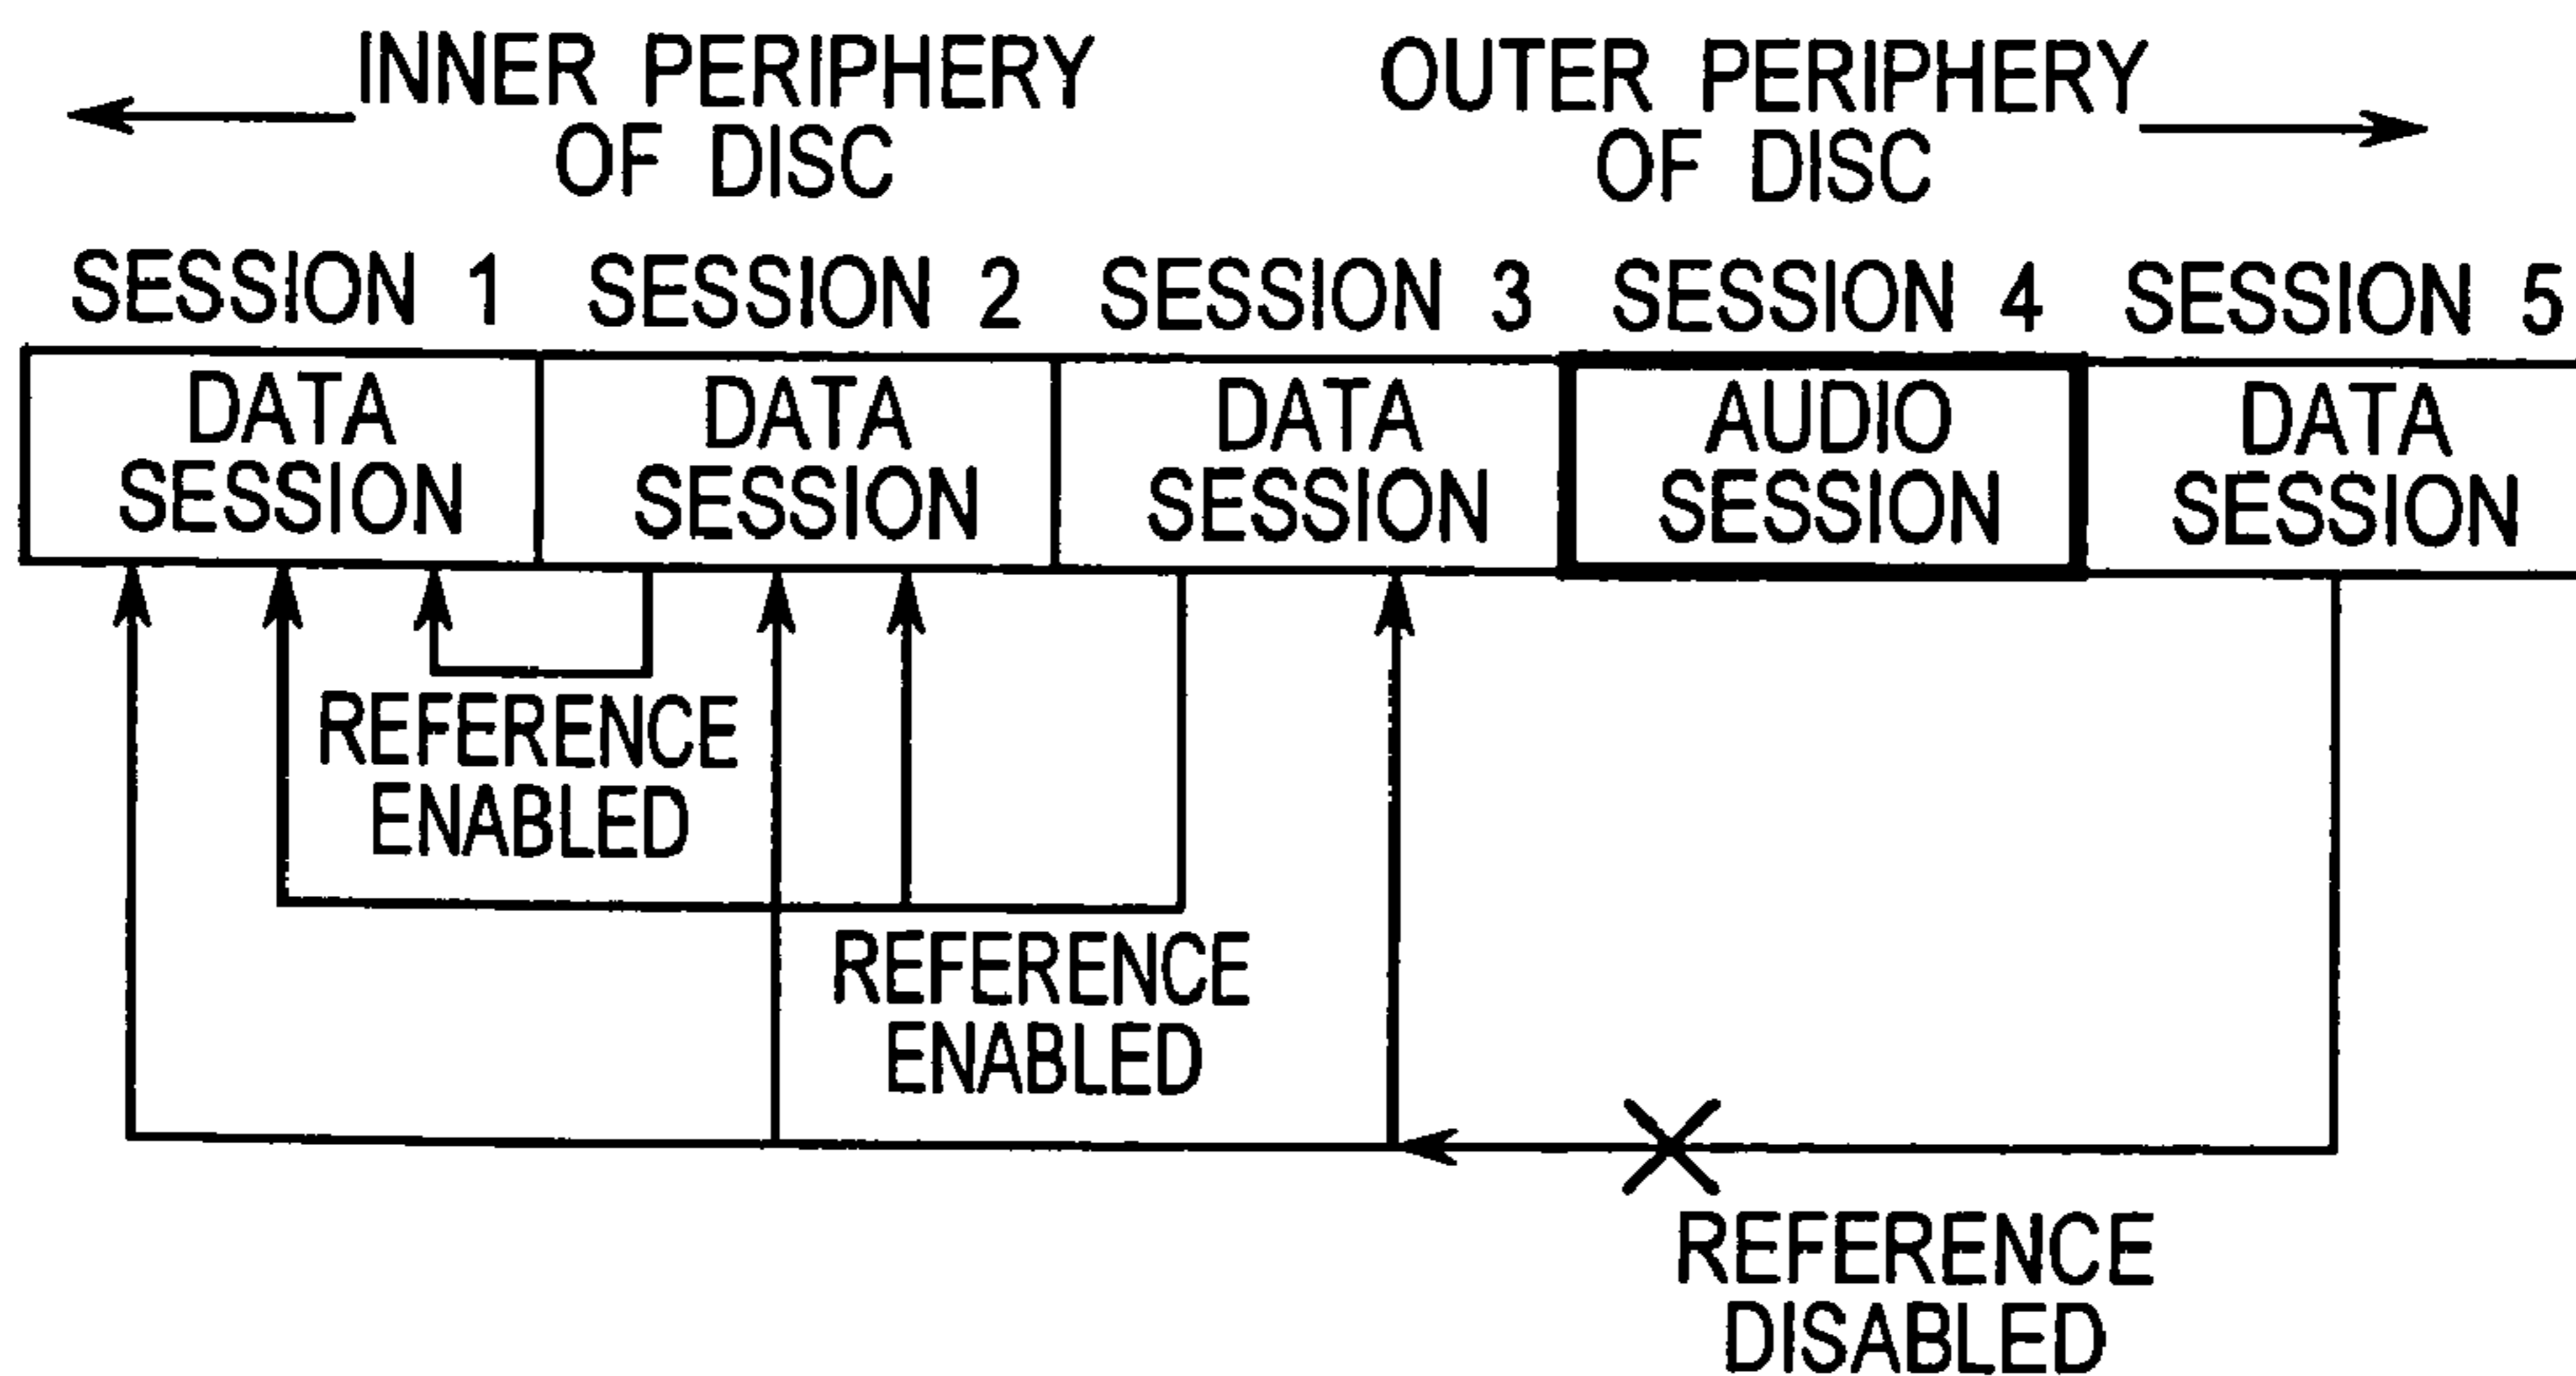 INNER PERIPHERY
OF DISC
OUTER PERIPHERY
OF DISC
SESSION 1
SESSION 2
SESSION 3
SESSION 4
SESSION 5
DATA
SESSION
DATA
SESSION
DATA
SESSION
AUDIO
SESSION
DATA
SESSION
REFERENCE
ENABLED
REFERENCE
ENABLED
REFERENCE
DISABLED